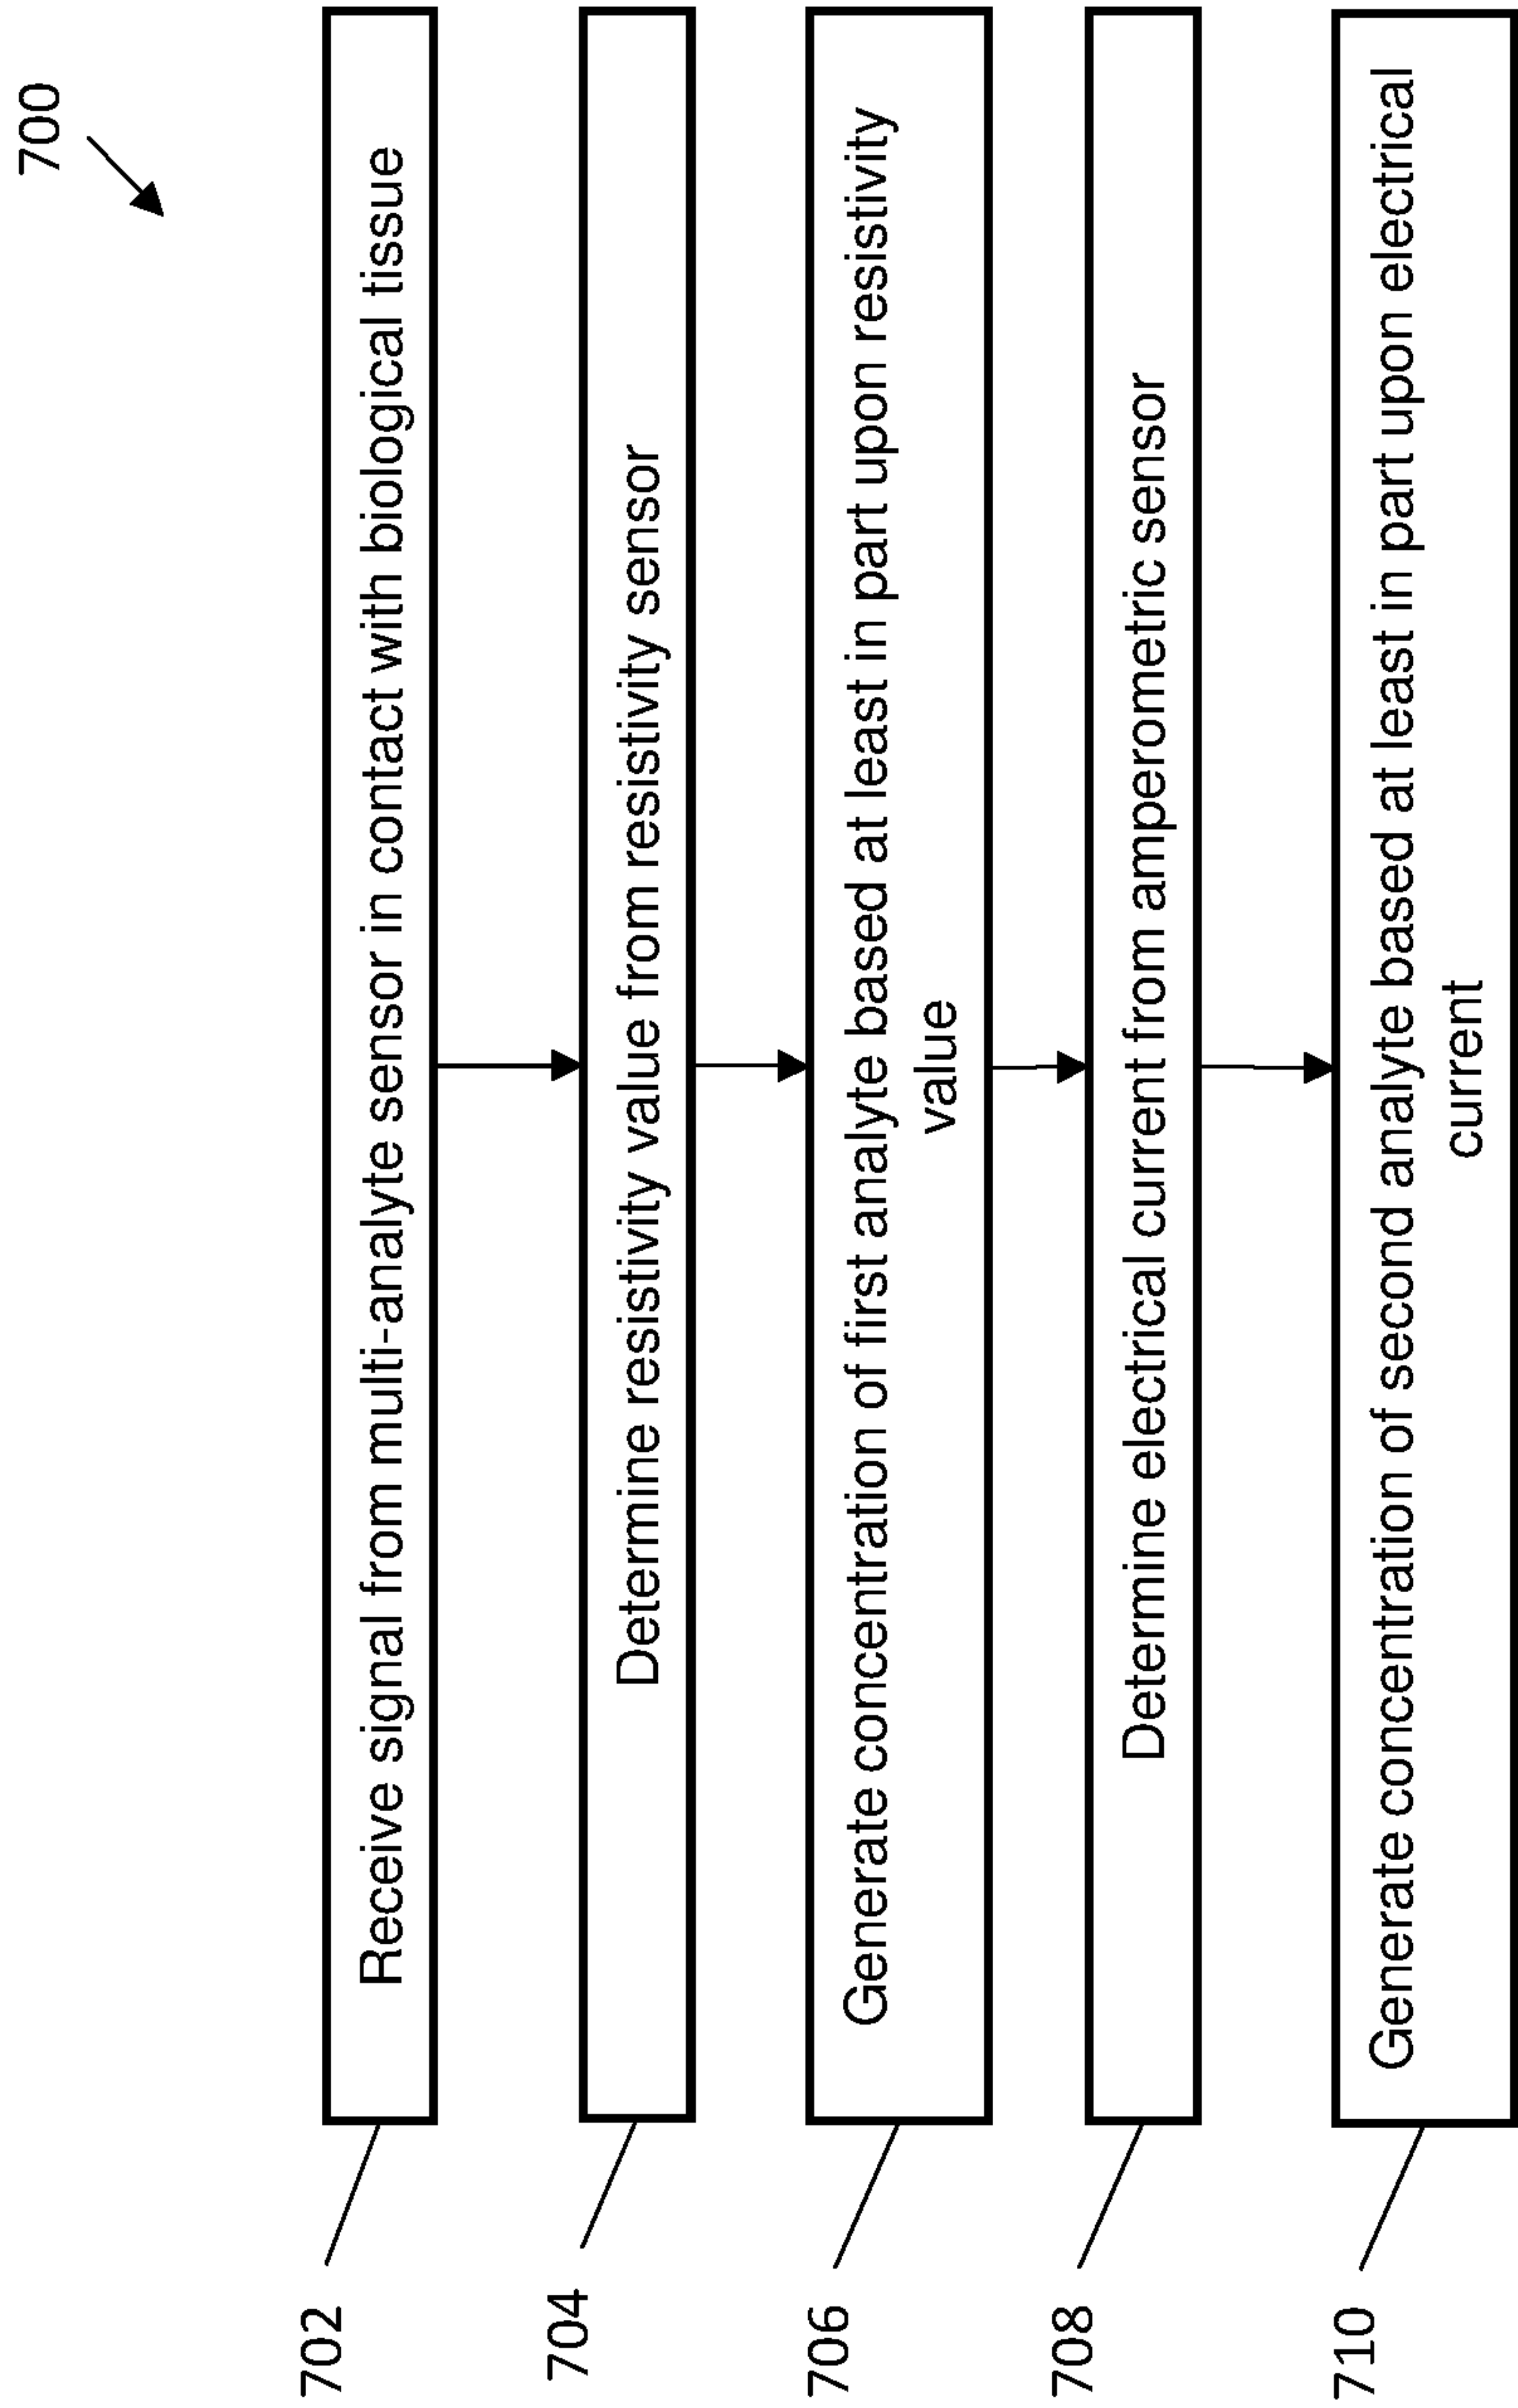 700
702
Receive signal from multi-analyte sensor in contact with biological tissue
704
Determine resistivity value from resistivity sensor
706
Generate concentration of first analyte based at least in part upon resistivity
value
708
Determine electrical current from amperometric sensor
710
Generate concentration of second analyte based at least in part upon electrical
current